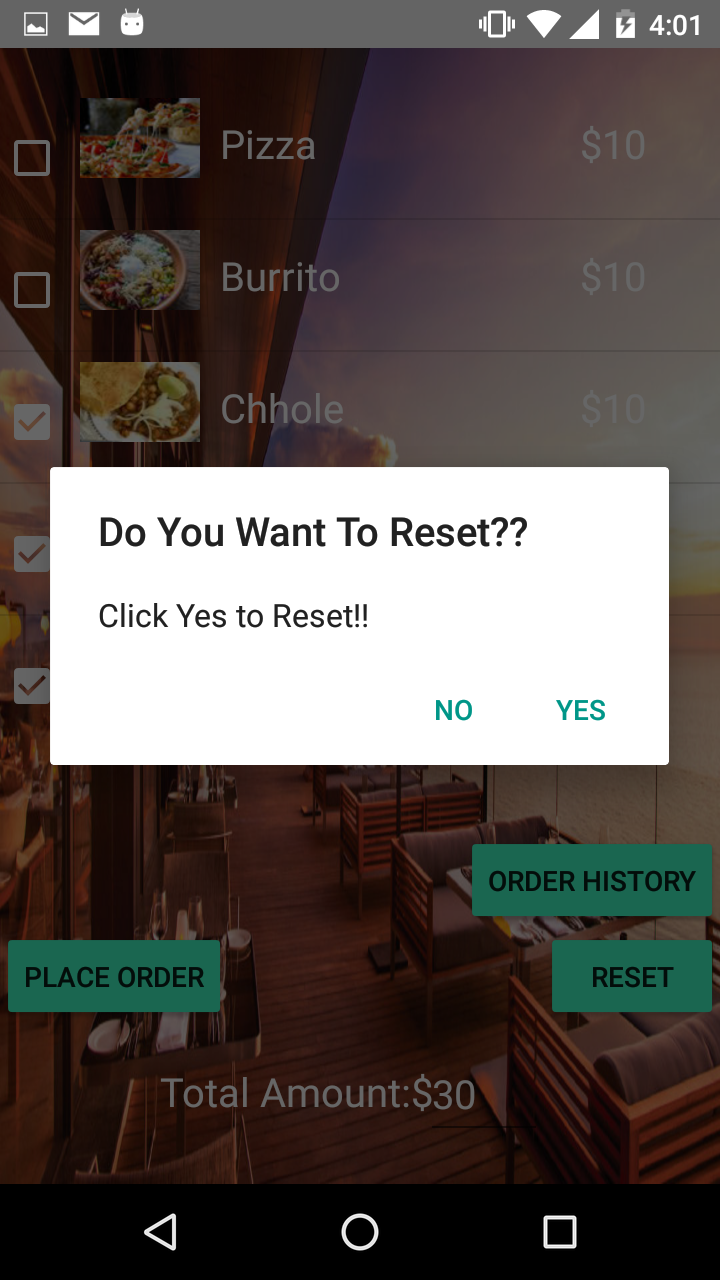 4:01
Pizza $10
Burrito $10
Chhole $10
Do You Want To Reset??
Click Yes to Reset!!
NO YES
ORDER HISTORY
PLACE ORDER RESET
Total Amount:$30